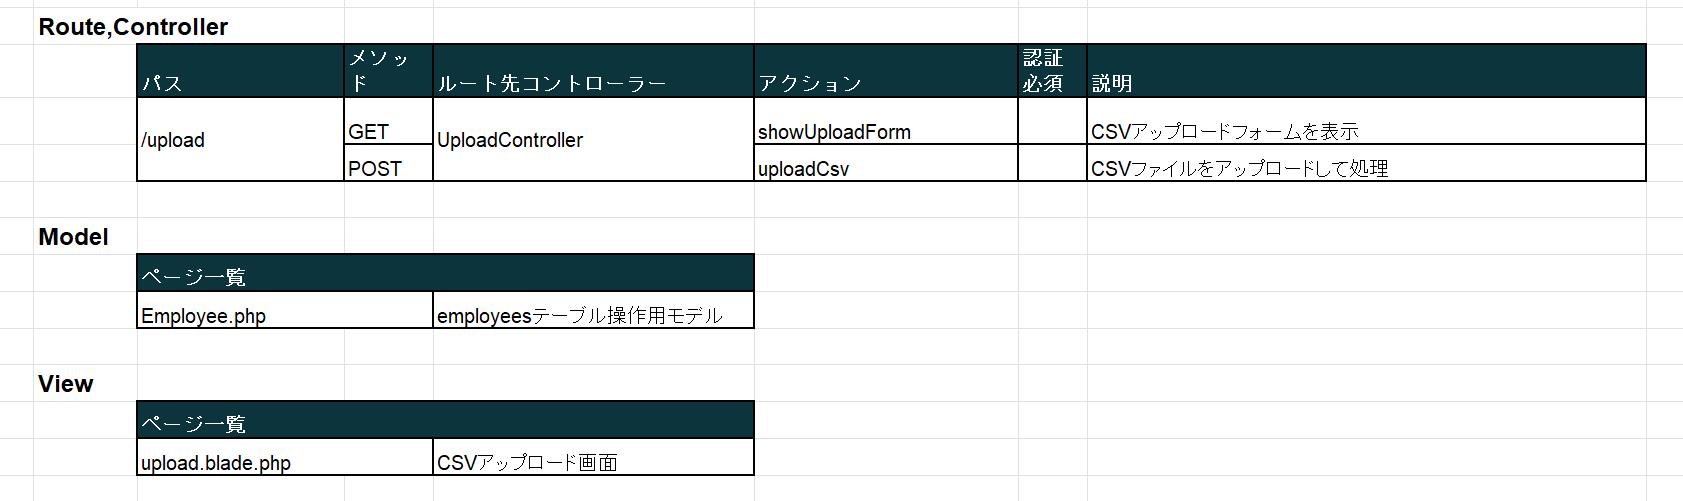 Route,Controller
パス
メソッ
ド
ルート先コントローラー
アクション
認証
必須
説明
/upload
GET
UploadController
showUploadForm
CSVアップロードフォームを表示
POST
uploadCsv
CSVファイルをアップロードして処理
Model
ページ一覧
Employee.php
employeesテーブル操作用モデル
View
ページ一覧
upload.blade.php
CSVアップロード画面